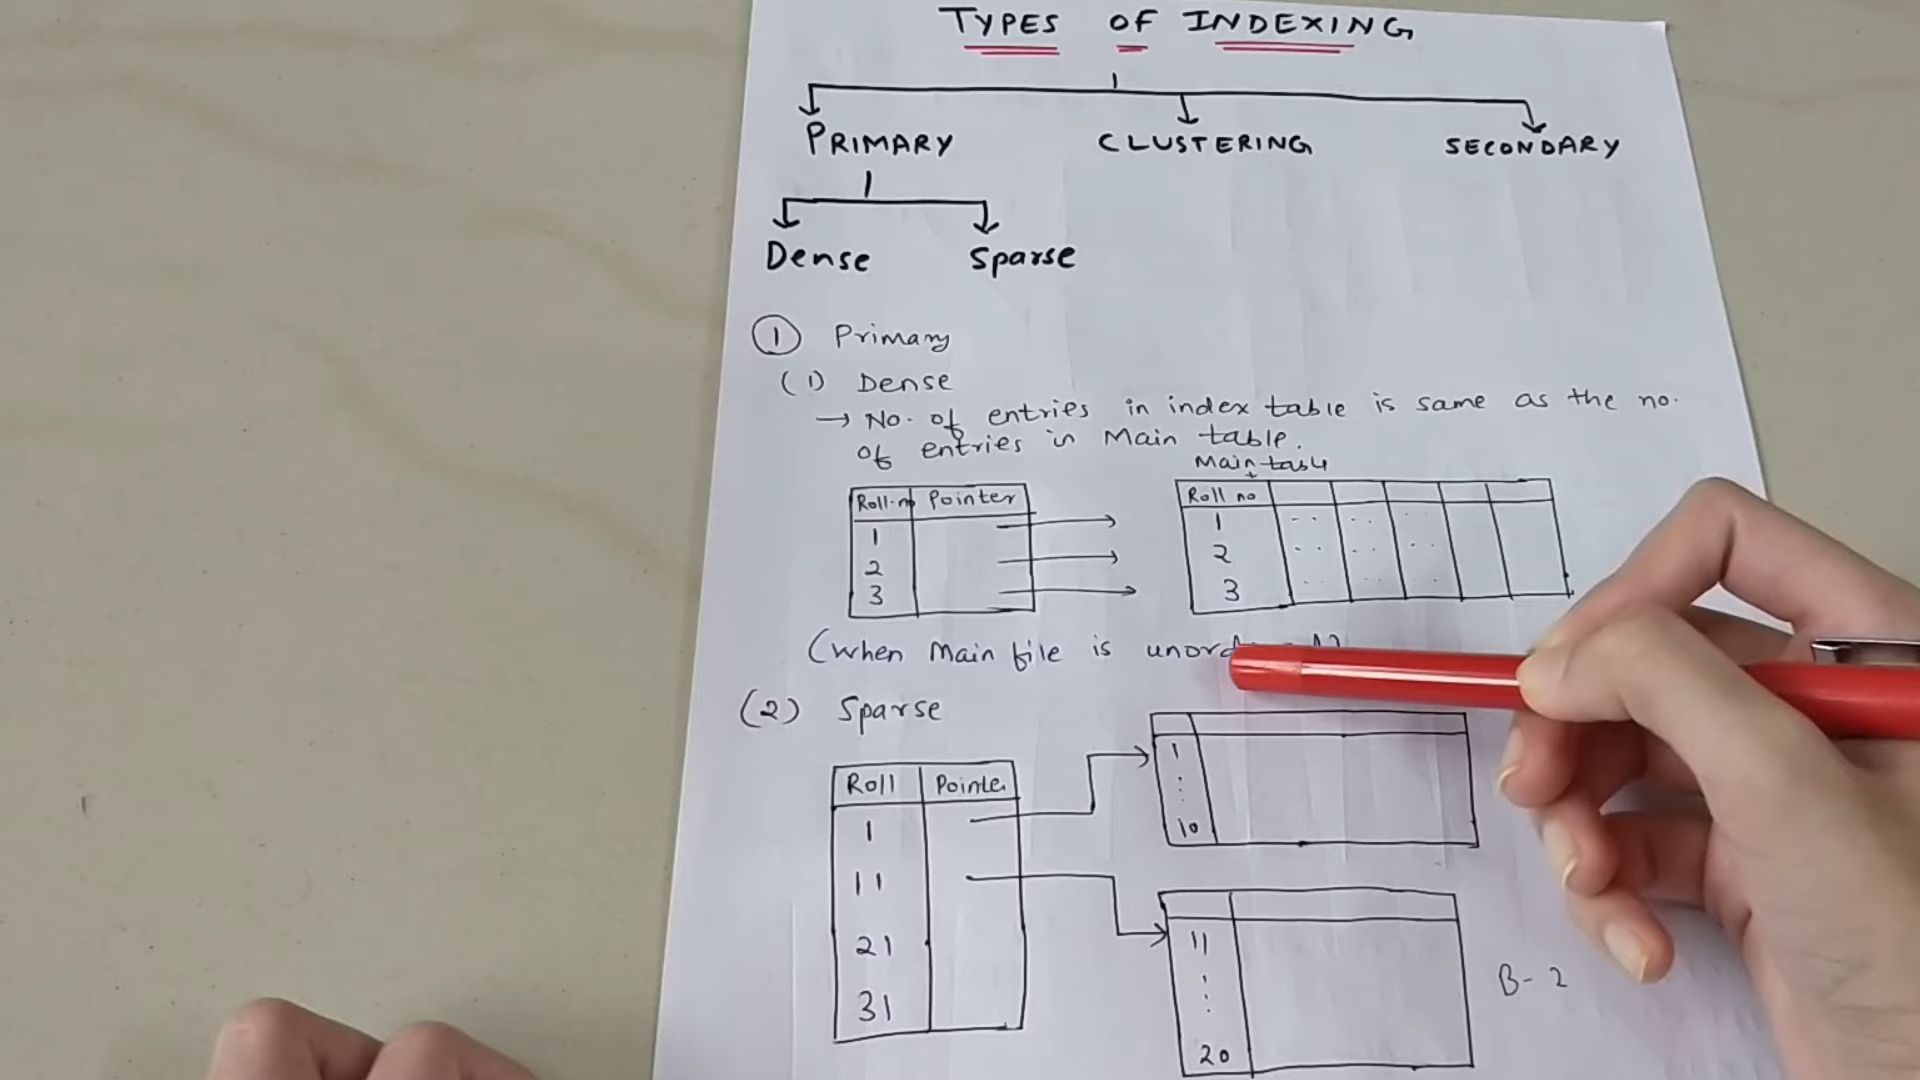 TYPES OF INDEXING
PRIMARY CLUSTERING SECONDARY
Dense Sparse
1 Primary
(1) Dense
→ No. of entries in index table is same as the no.
of entries in Main table.
Main table
Roll-no Pointer
1
2
3
Roll no
1
2
3
(When Main file is
(2) Sparse
Roll Pointer
1
11
21
31
1
10
11
20
B-2